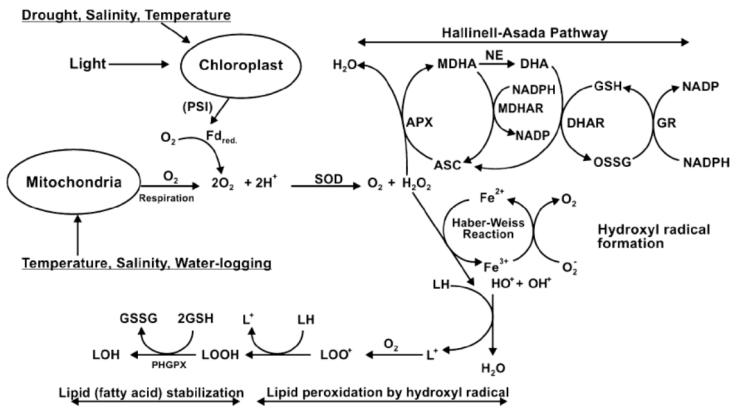 Drought, Salinity, Temperature
Hallinell-Asada Pathway
Light
Chloroplast
H₂O
MDHA
NE
DHA
(PSI)
NADPH
MDHAR
NADP
GSH
NADP
O₂
Fdred.
APX
DHAR
GR
ASC
OSSG
NADPH
Mitochondria
O₂
Respiration
2O₂ + 2H⁺
SOD
O₂ + H₂O₂
Fe²⁺
O₂
Haber-Weiss
Reaction
Hydroxyl radical
formation
Temperature, Salinity, Water-logging
Fe³⁺
O₂⁻
LH
HO⁺ + OH⁺
GSSG
2GSH
L⁺
LH
LOH
PHGPX
LOOH
LOO⁺
O₂
L⁺
H₂O
Lipid (fatty acid) stabilization
Lipid peroxidation by hydroxyl radical